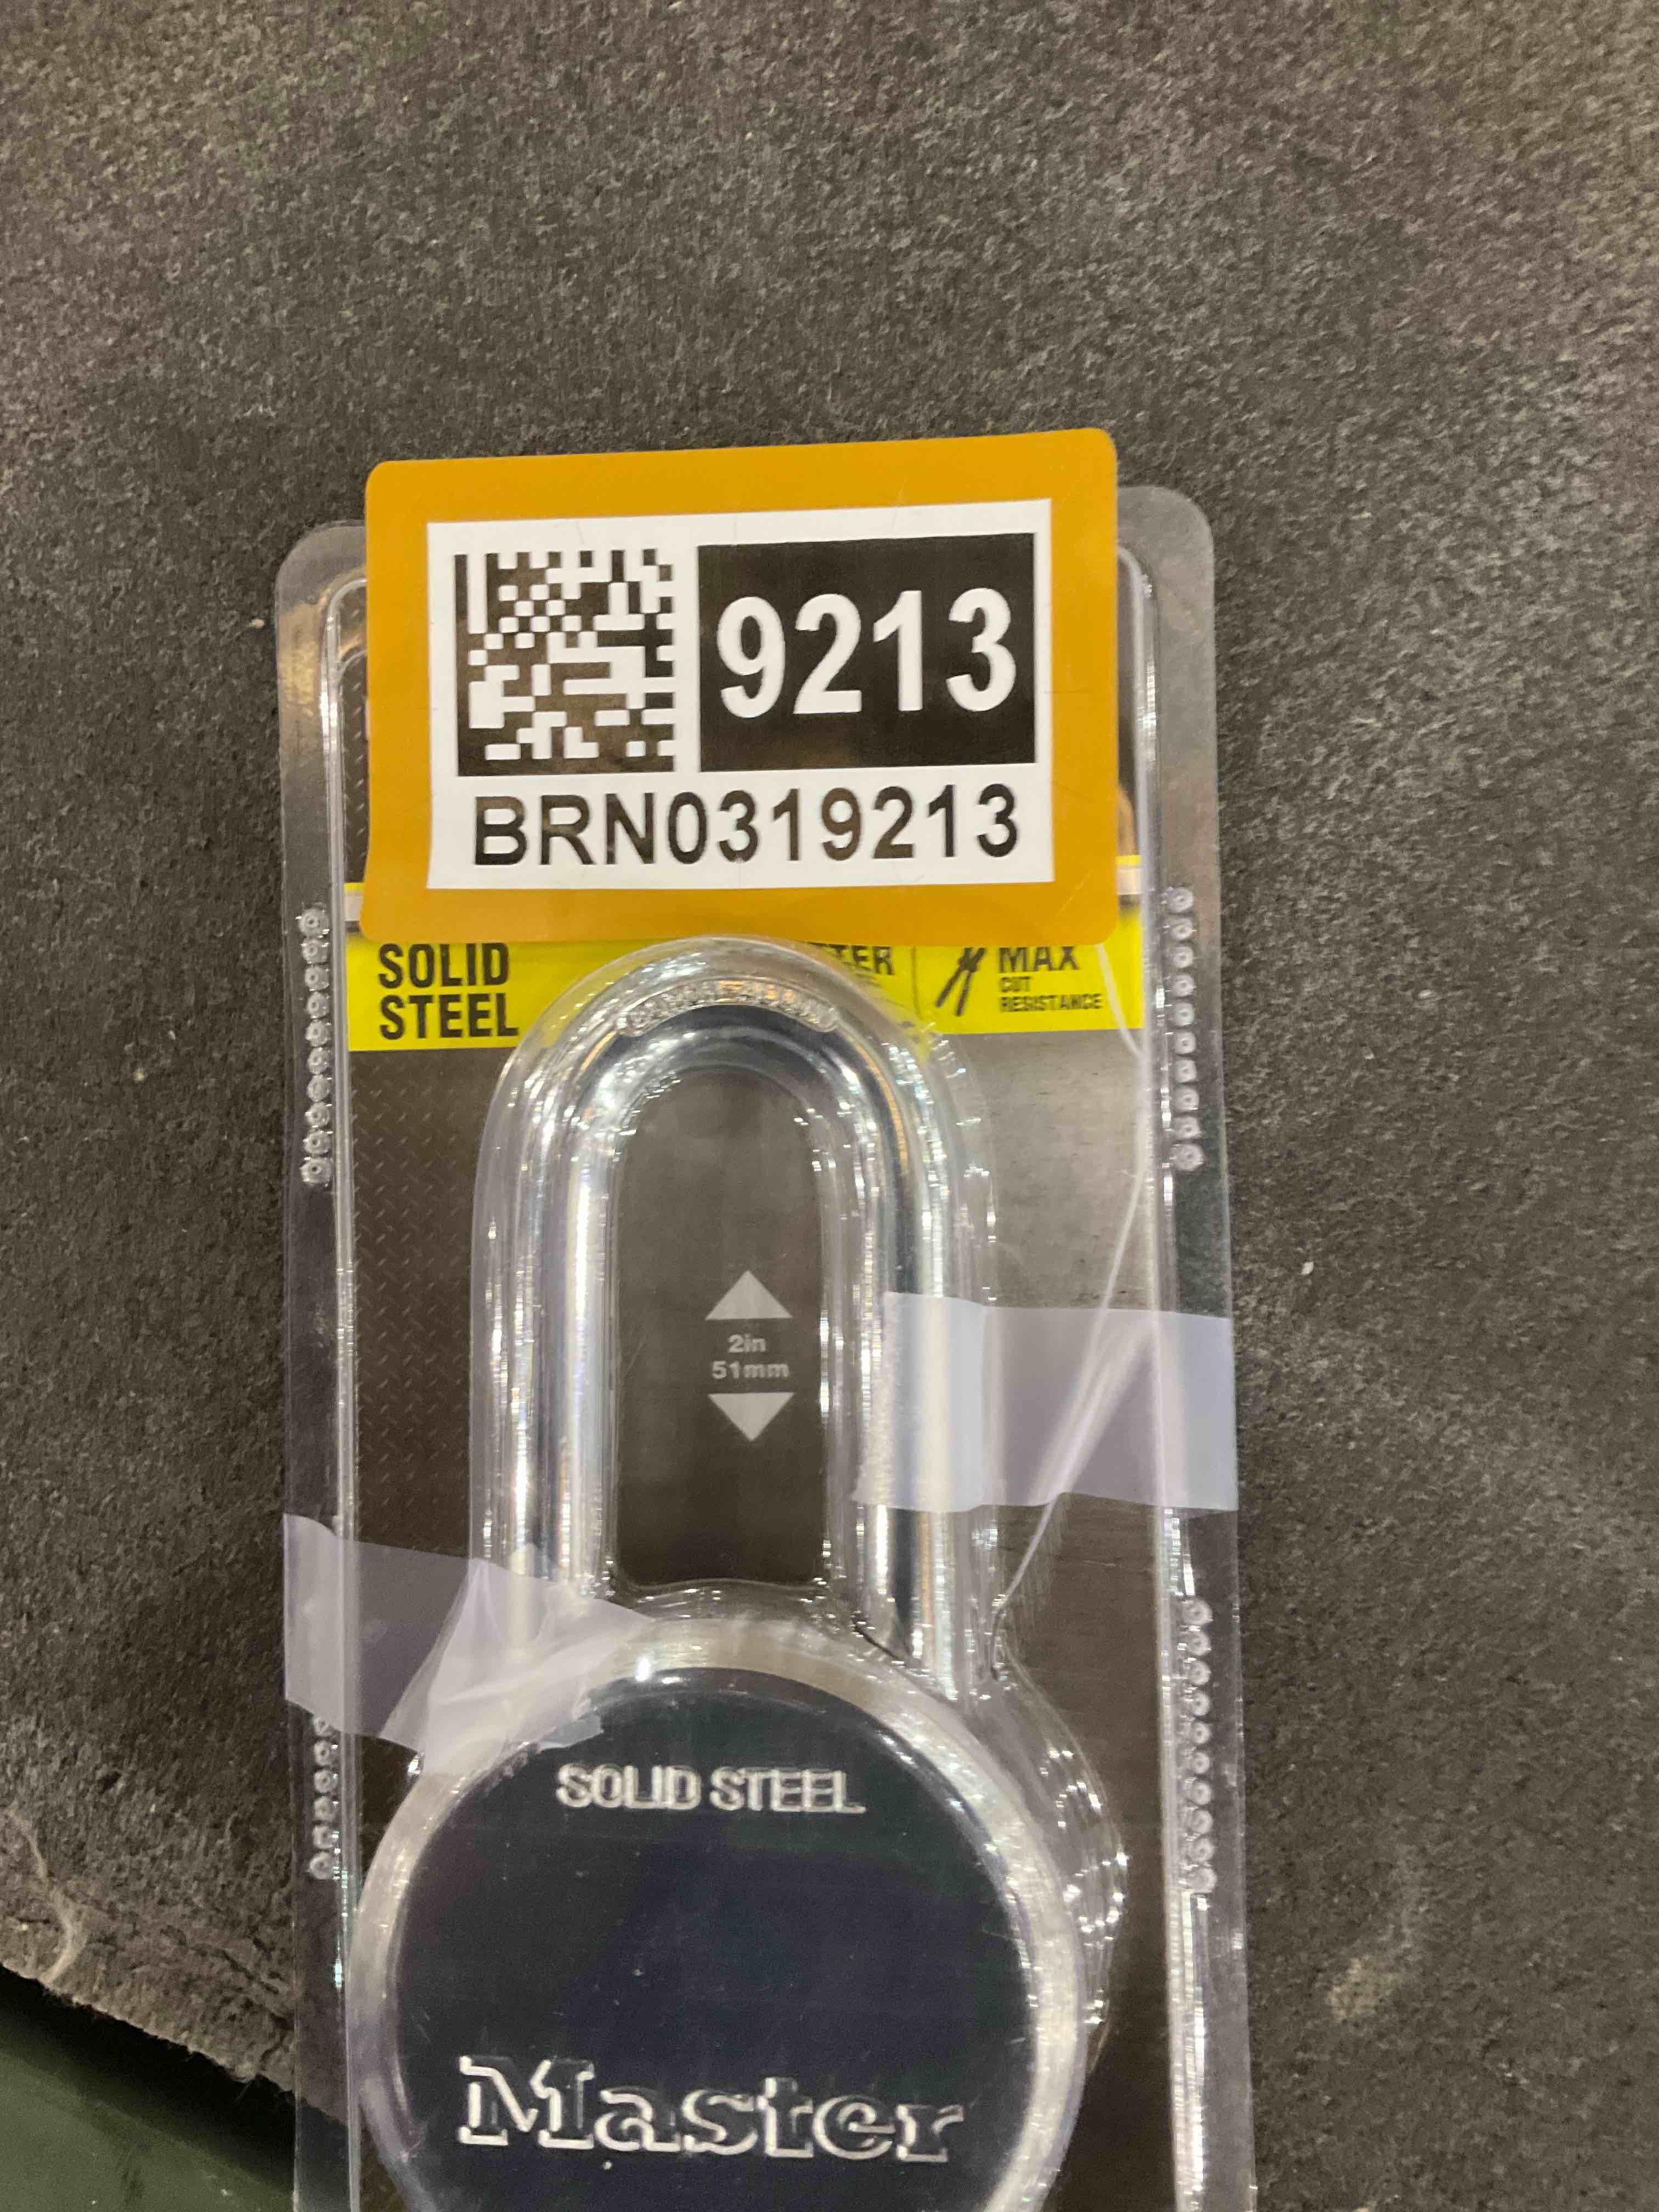 9213
BRN0319213
SOLID
STEEL
MAX
CUT
RESISTANCE
2in
51mm
SOLID STEEL
Master